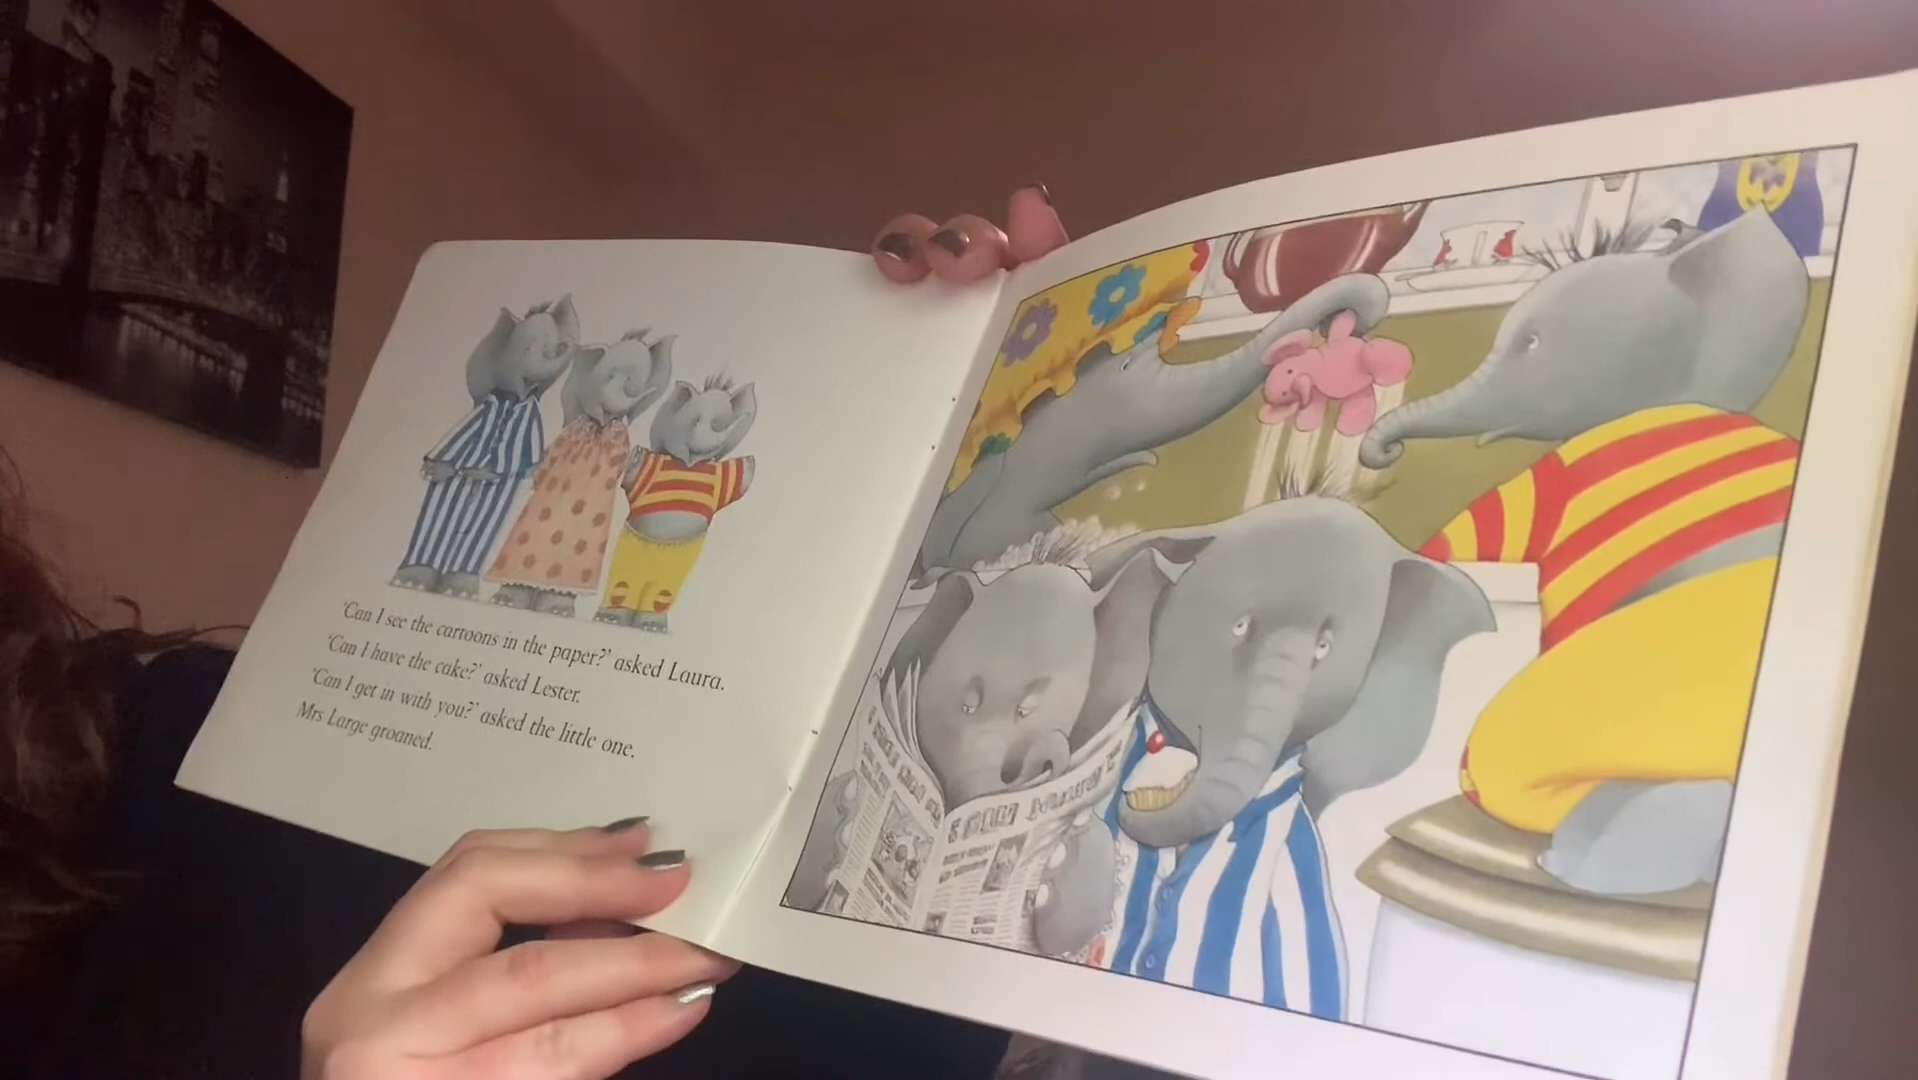 ‘Can I see the cartoons in the paper?’ asked Laura.
‘Can I have the cake?’ asked Lester.
‘Can I get in with you?’ asked the little one.
Mrs Large groaned.